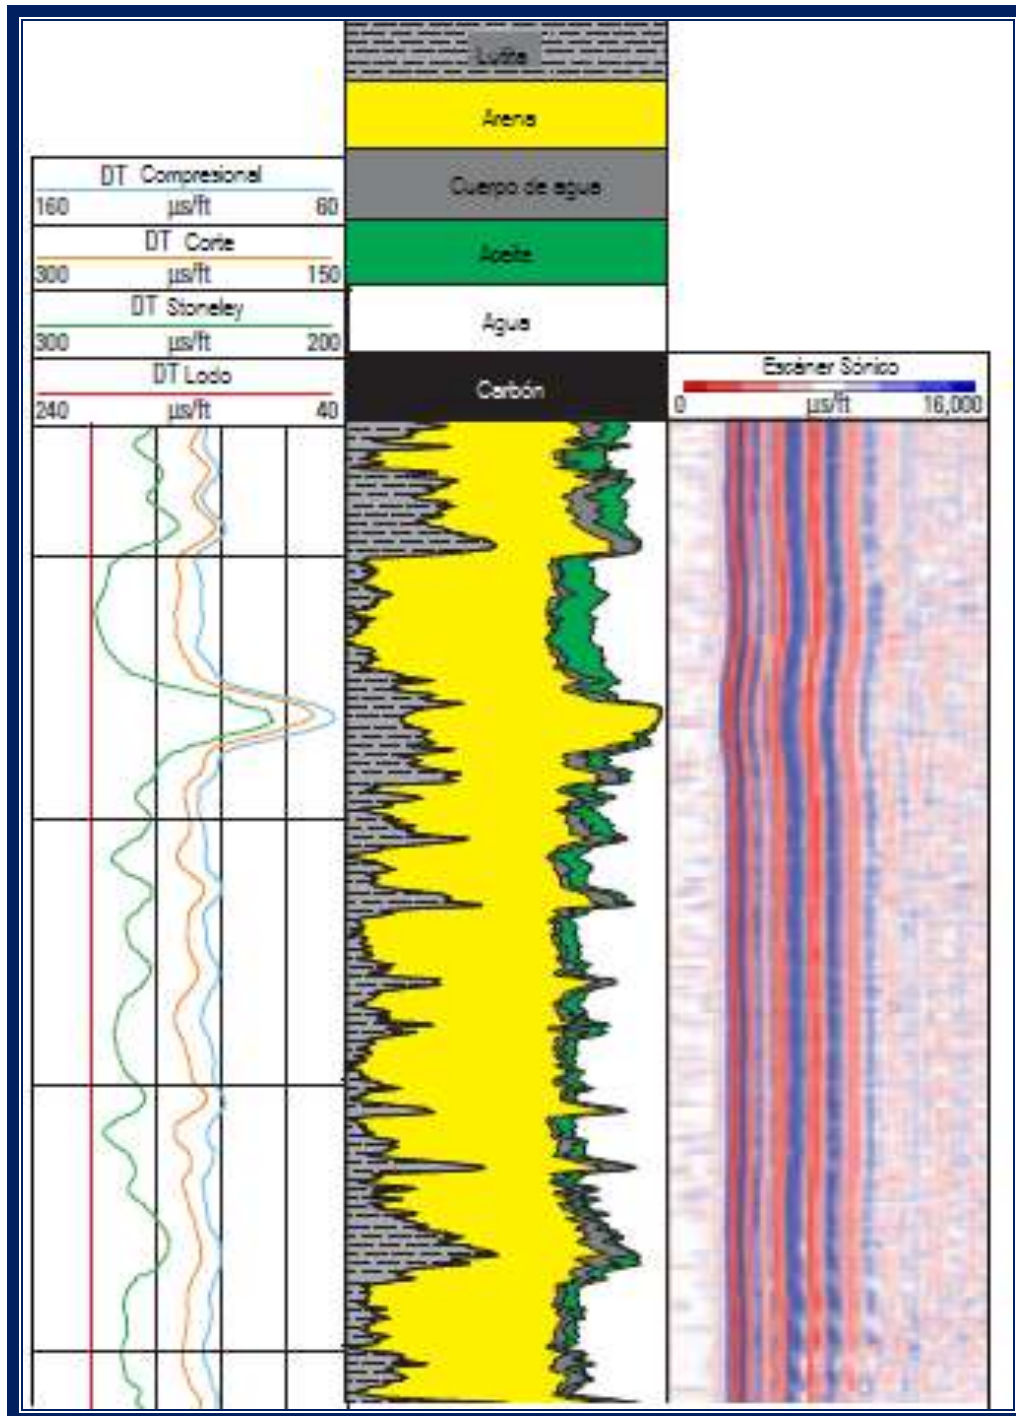 Lutita
Arena
Cuerpo de agua
Aceite
Agua
Carbón
DT Compresional
160 µs/ft 60
DT Corte
300 µs/ft 150
DT Stoneley
300 µs/ft 200
DT Lodo
240 µs/ft 40
Escáner Sónico
0 µs/ft 16,000